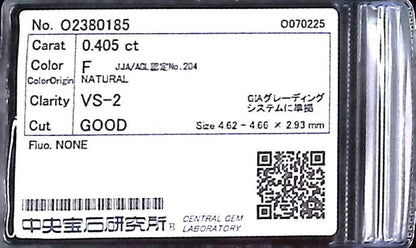 No. O2380185 O070225
Carat 0.405 ct
Color F JJA/AGL認定No.204
ColorOrigin NATURAL
Clarity VS-2 GIAグレーディング
システムに準拠
Cut GOOD Size 4.62 - 4.66 × 2.93 mm
Fluo. NONE
中央宝石研究所 CENTRAL GEM
LABORATORY